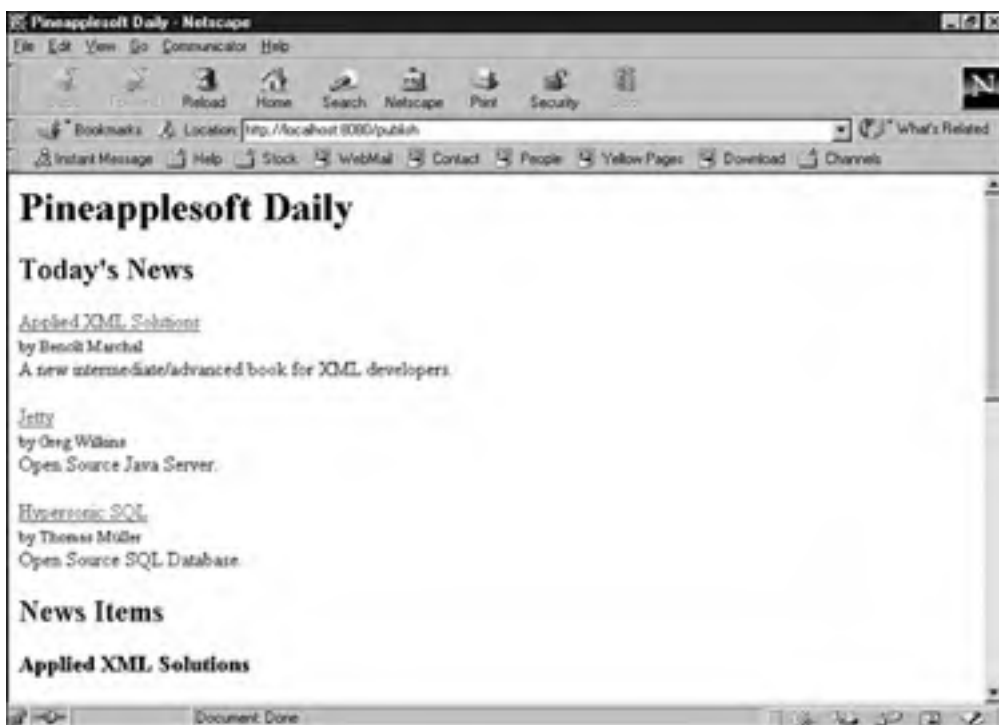 Pineapplesoft Daily - Netscape
File Edit View Go Communicator Help
Reload Home Search Netscape Print Security
N
Bookmarks Location: http://localhost:8080/publish What's Related
Instant Message Help Stock WebMail Contact People Yellow Pages Download Channels
Pineapplesoft Daily
Today's News
Applied XML Solutions
by Benoît Marchal
A new intermediate/advanced book for XML developers.
Jetty
by Greg Wilkins
Open Source Java Server.
Hypersonic SQL
by Thomas Müller
Open Source SQL Database.
News Items
Applied XML Solutions
Document: Done